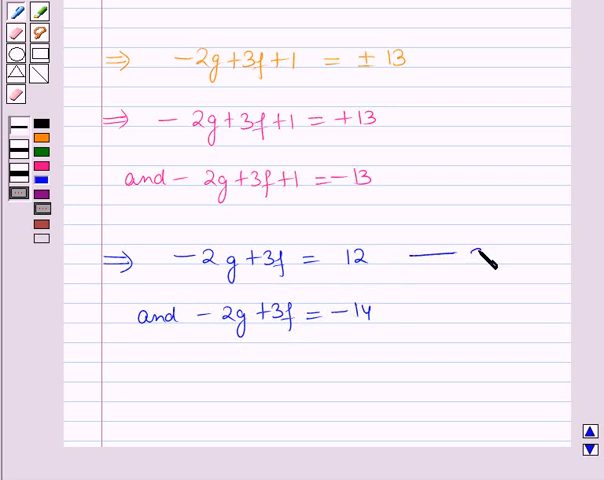 ⇒ -2g+3f+1 = ± 13
⇒ - 2g+3f+1 = +13
and - 2g+3f+1 = -13
⇒ -2g+3f = 12 —
and - 2g+3f = -14